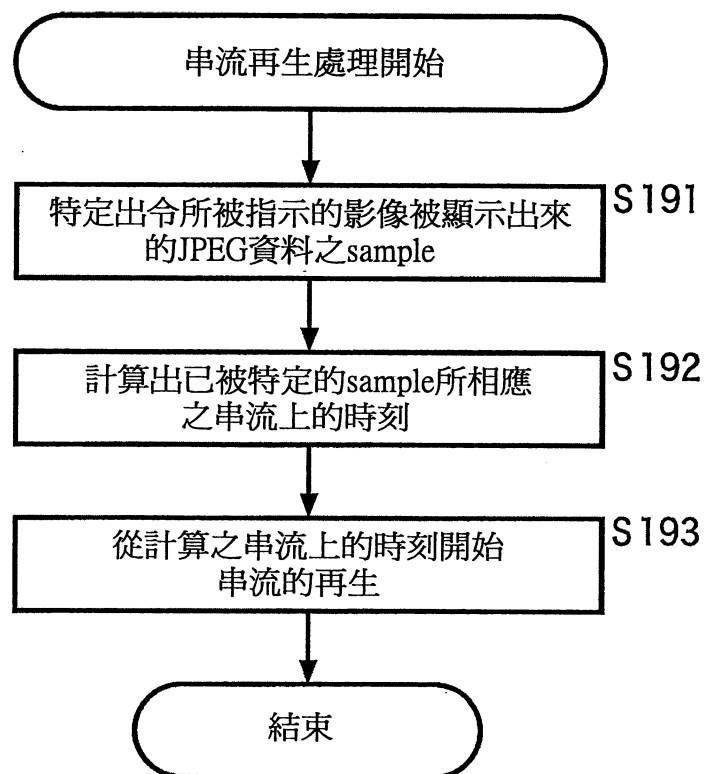 串流再生處理開始
特定出令所被指示的影像被顯示出來
的JPEG資料之sample
S191
計算出已被特定的sample所相應
之串流上的時刻
S192
從計算之串流上的時刻開始
串流的再生
S193
結束